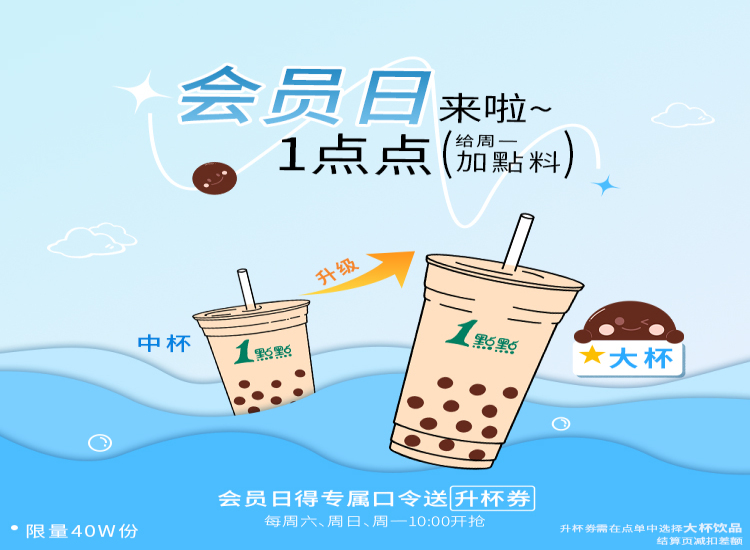 会员日来啦~
1点点(给周一加點料)
升级
中杯
1點點
1點點
大杯
会员日得专属口令送升杯券
每周六、周日、周一10:00开抢
*限量40W份
升杯券需在点单中选择大杯饮品
结算页减扣差额